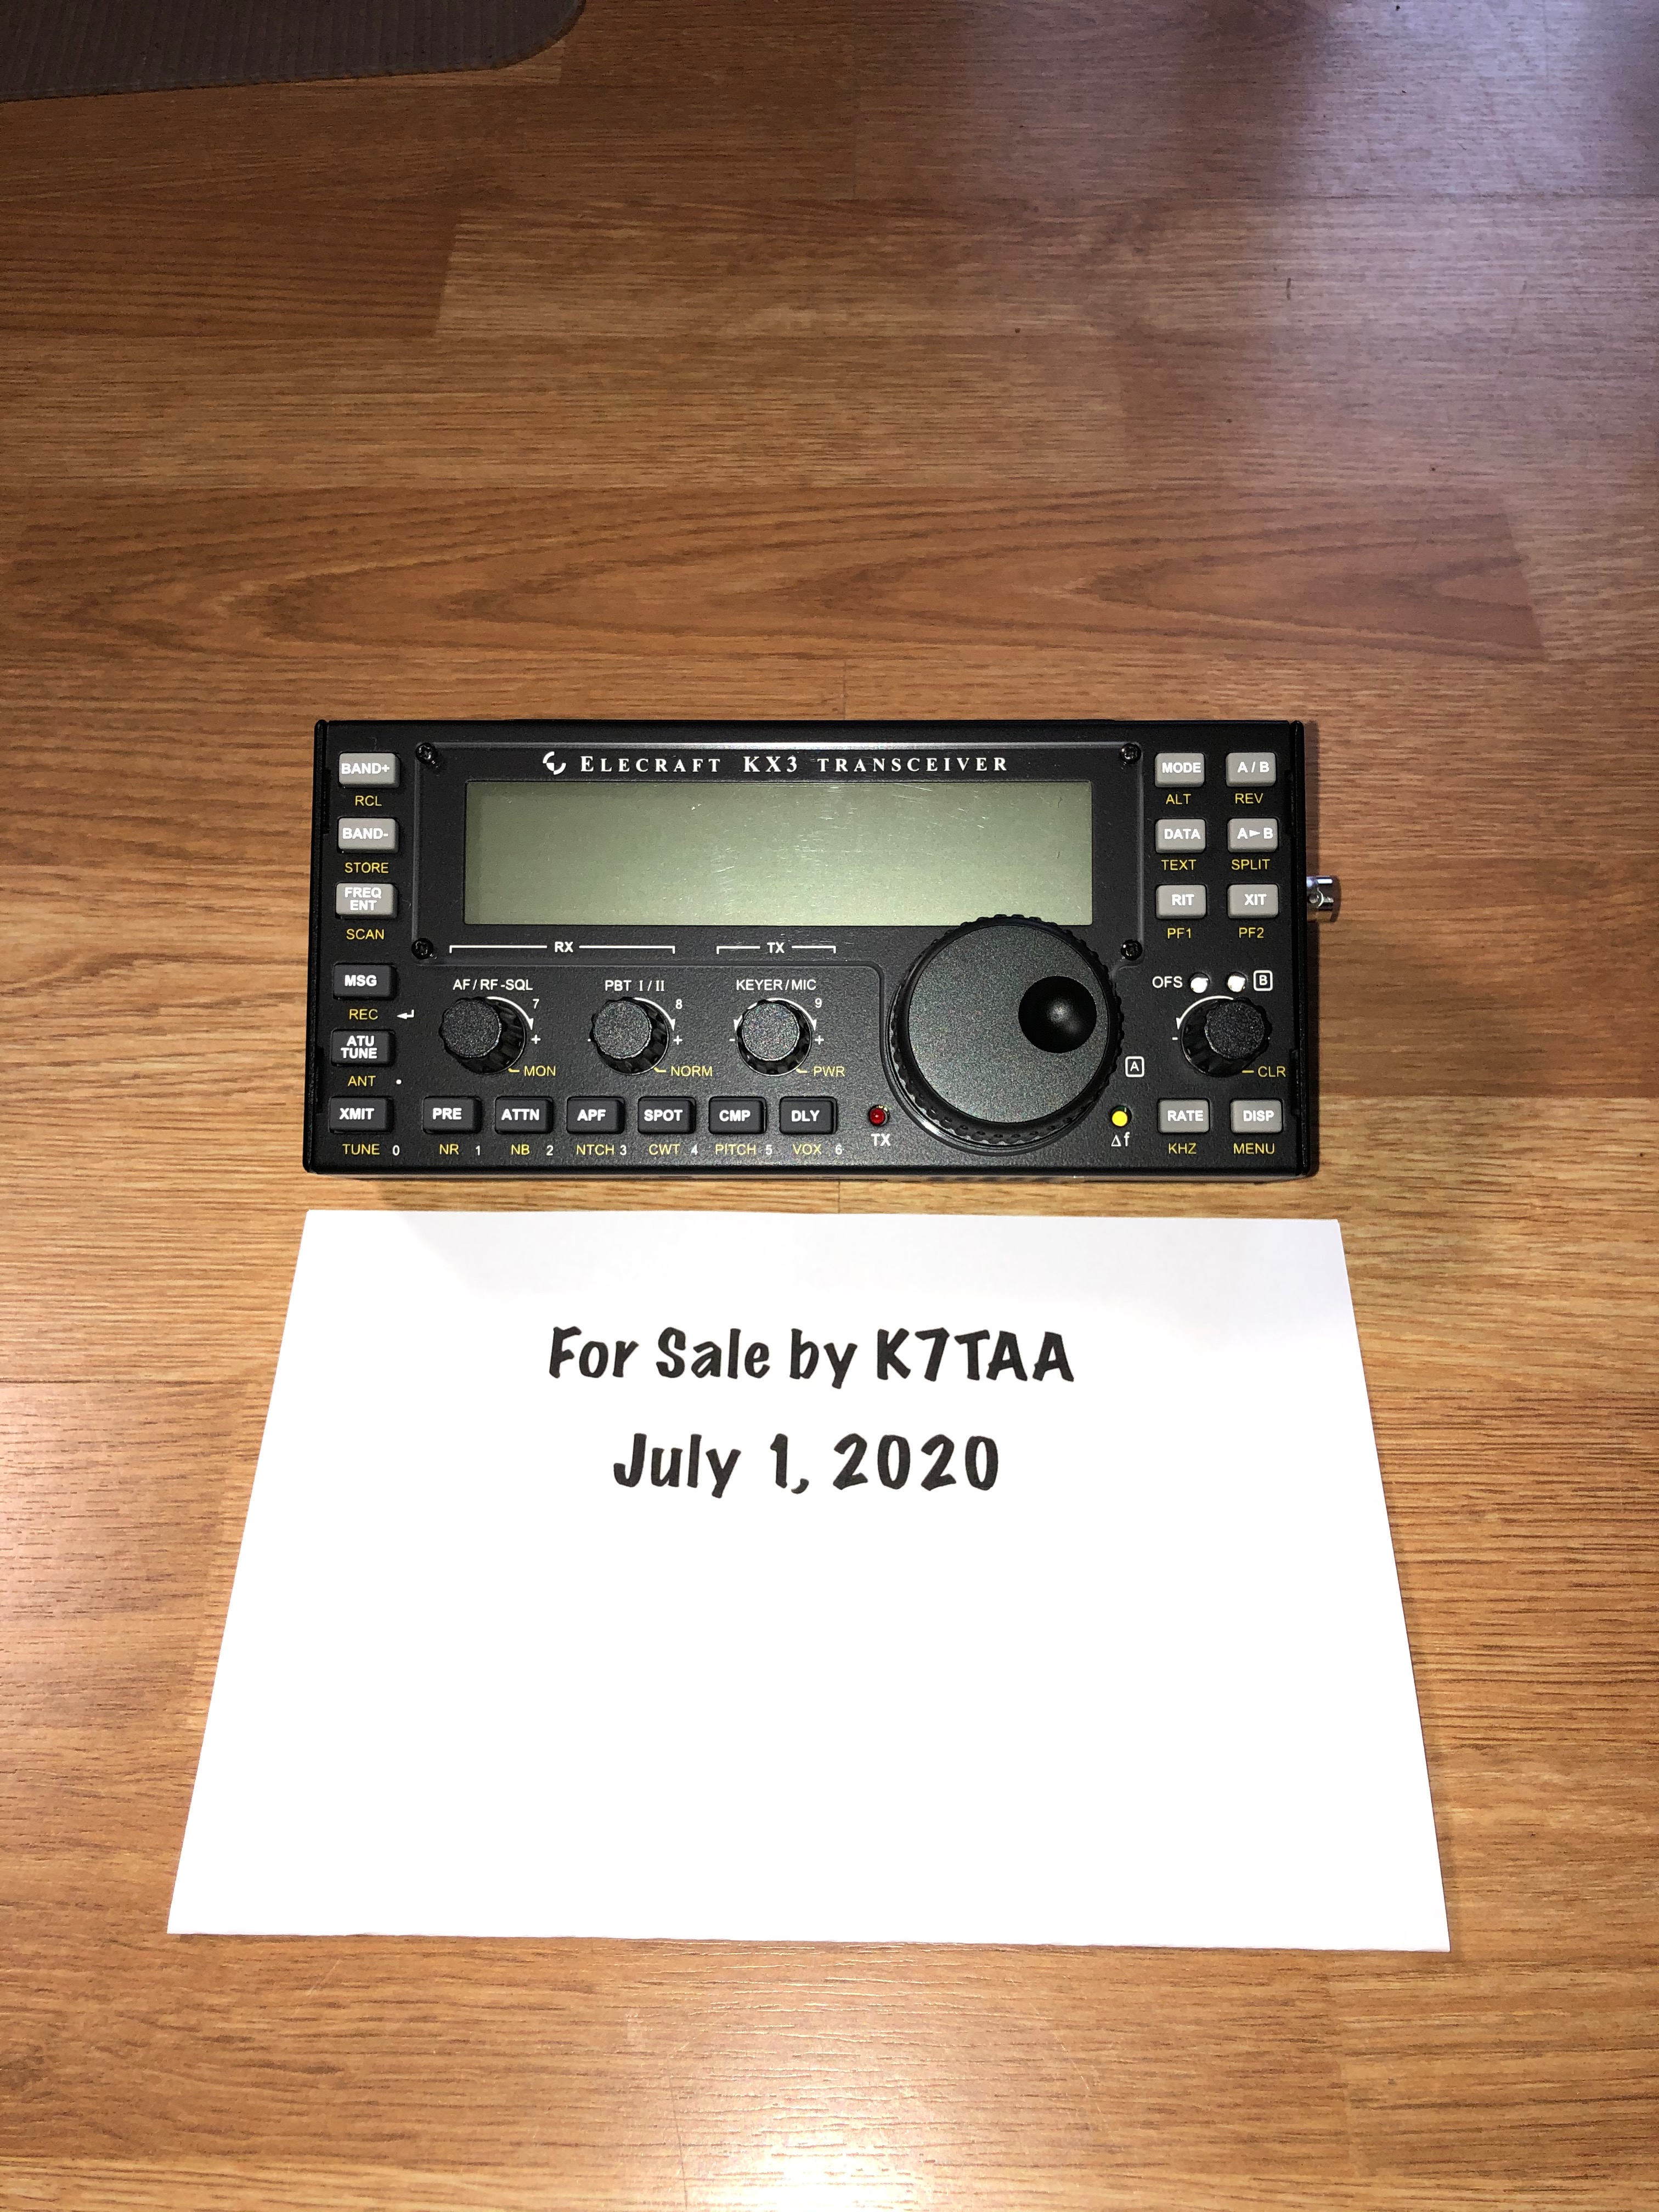 ELECRAFT KX3 TRANSCEIVER
BAND+
RCL
BAND-
STORE
FREQ
ENT
SCAN
MSG
REC
ATU
TUNE
ANT
XMIT
TUNE 0
RX
TX
AF / RF -SQL
7
+
MON
PBT I / II
8
- +
NORM
KEYER / MIC
9
- +
PWR
PRE
NR 1
ATTN
NB 2
APF
NTCH 3
SPOT
CWT 4
CMP
PITCH 5
DLY
VOX 6
TX
A
Δf
MODE
ALT
A / B
REV
DATA
TEXT
A►B
SPLIT
RIT
PF1
XIT
PF2
OFS
B
-
CLR
RATE
KHZ
DISP
MENU
For Sale by K7TAA
July 1, 2020